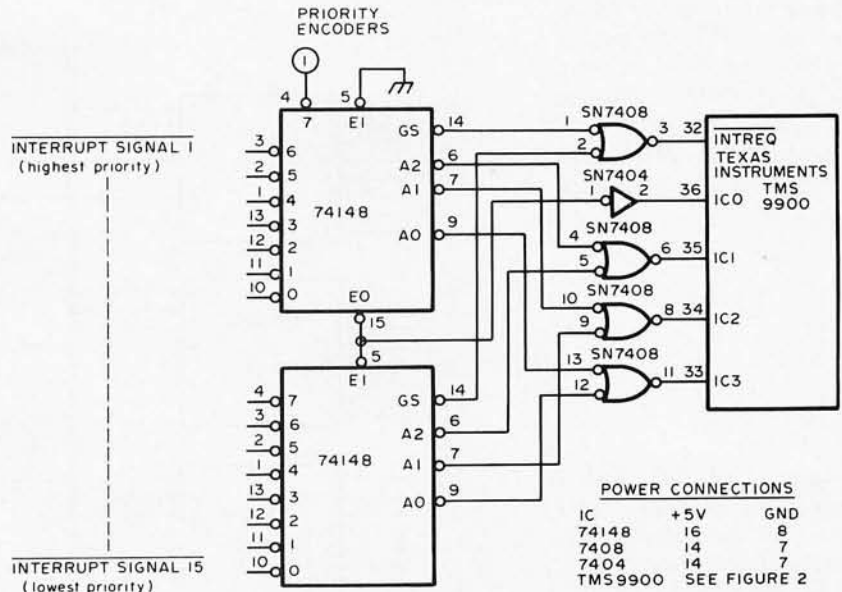 PRIORITY
ENCODERS
1
4
5
7
EI
GS
14
3
6
2
5
1
4
13
3
12
2
11
1
10
0
74148
A2
6
A1
7
A0
9
EO
15
INTERRUPT SIGNAL 1
(highest priority)
5
EI
GS
14
4
7
3
6
2
5
1
4
13
3
12
2
11
1
10
0
74148
A2
6
A1
7
A0
9
INTERRUPT SIGNAL 15
(lowest priority)
SN7408
1
2
3
32
SN7404
1
2
36
SN7408
4
5
6
35
SN7408
10
9
8
34
SN7408
13
12
11
33
INTREQ
TEXAS
INSTRUMENTS
TMS
9900
IC0
IC1
IC2
IC3
POWER CONNECTIONS
IC +5V GND
74148 16 8
7408 14 7
7404 14 7
TMS9900 SEE FIGURE 2